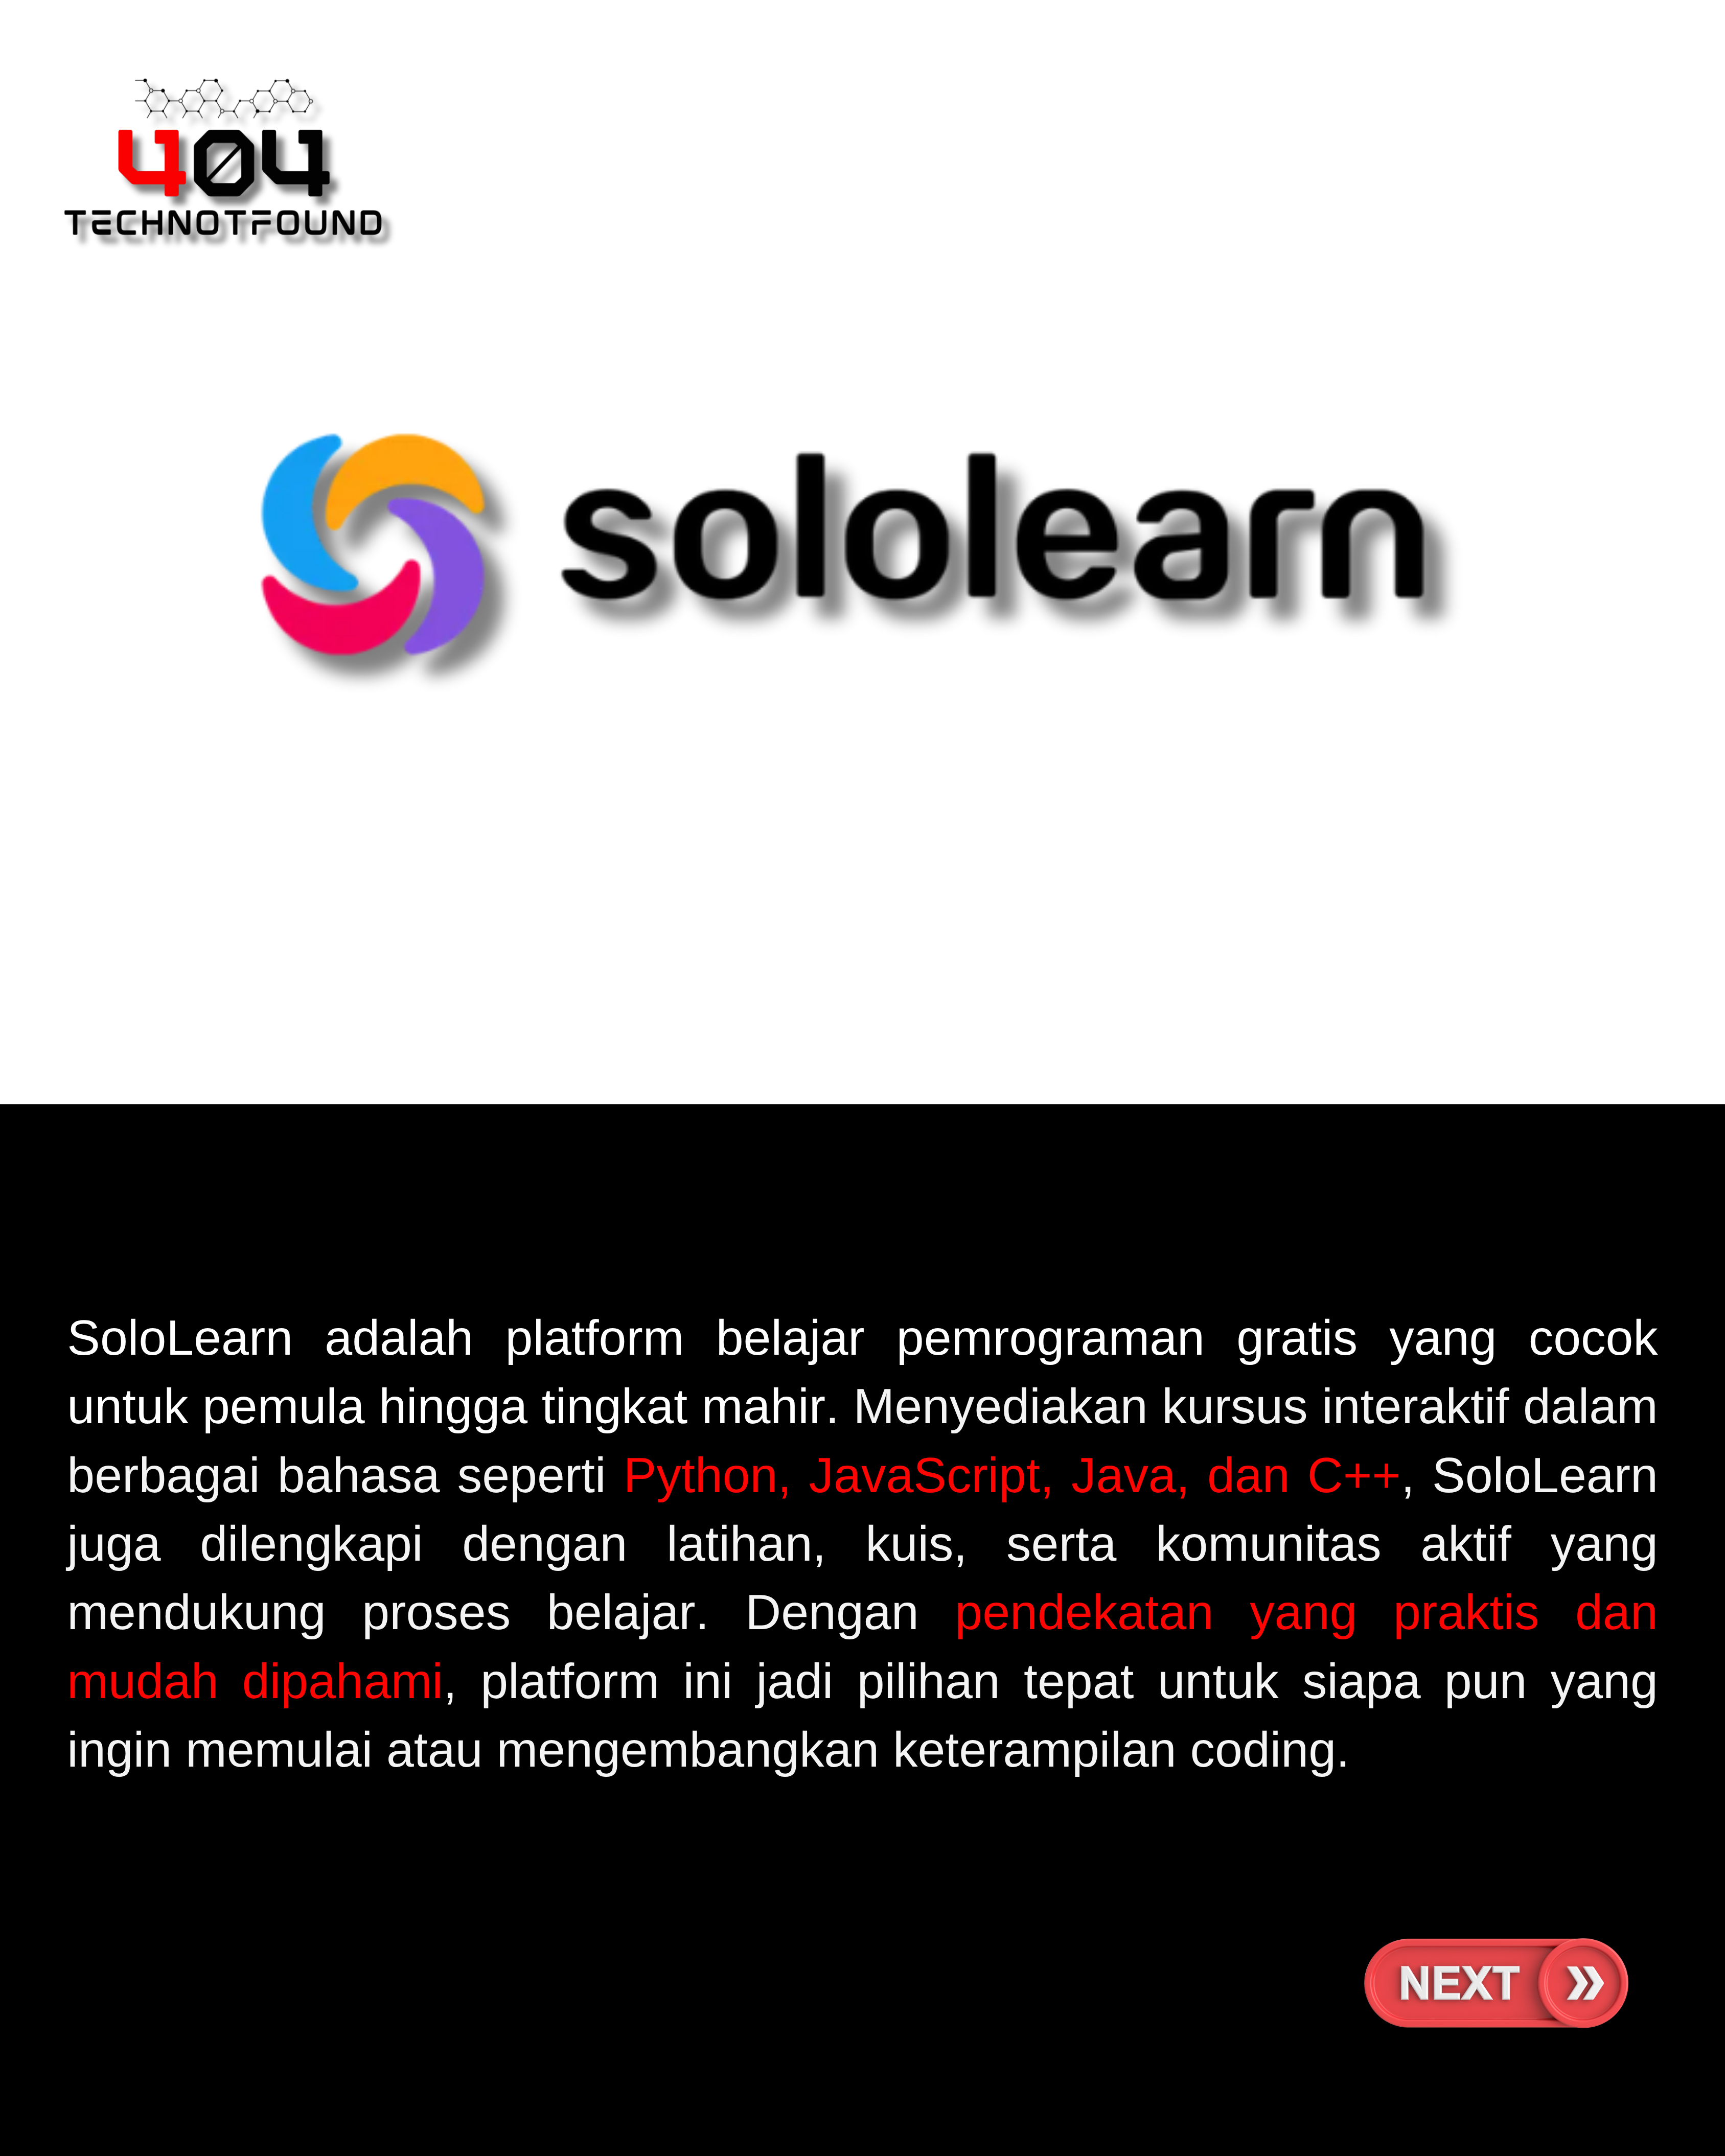 404
TECHNOTFOUND
sololearn
SoloLearn adalah platform belajar pemrograman gratis yang cocok
untuk pemula hingga tingkat mahir. Menyediakan kursus interaktif dalam
berbagai bahasa seperti Python, JavaScript, Java, dan C++, SoloLearn
juga dilengkapi dengan latihan, kuis, serta komunitas aktif yang
mendukung proses belajar. Dengan pendekatan yang praktis dan
mudah dipahami, platform ini jadi pilihan tepat untuk siapa pun yang
ingin memulai atau mengembangkan keterampilan coding.
NEXT »